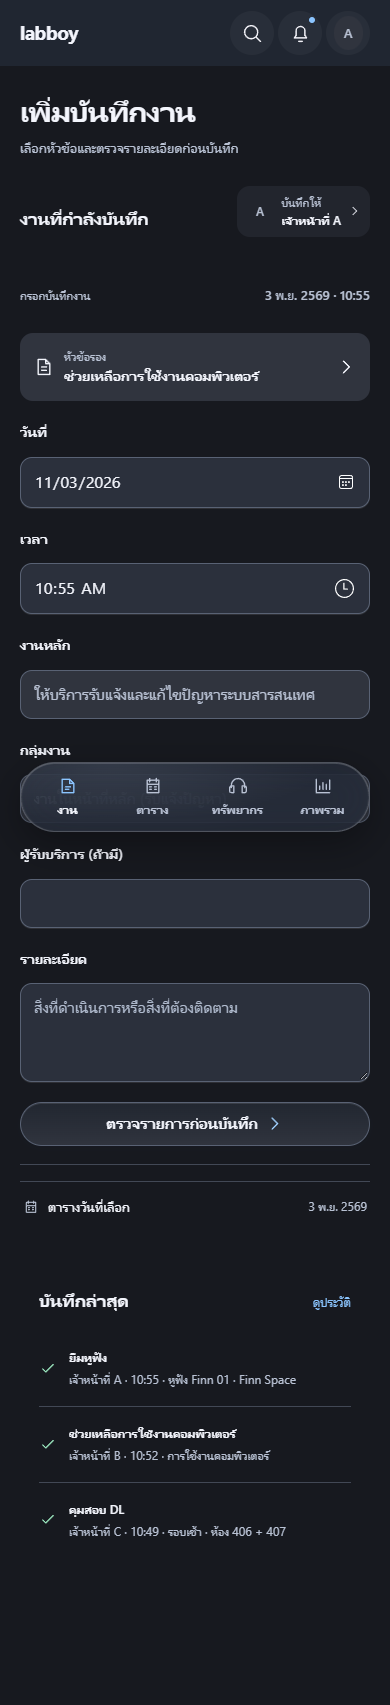 labboy
A
เพิ่มบันทึกงาน
เลือกหัวข้อและตรวจรายละเอียดก่อนบันทึก
งานที่กำลังบันทึก
A
บันทึกให้
เจ้าหน้าที่ A
กรอกบันทึกงาน
3 พ.ย. 2569 · 10:55
หัวข้อรอง
ช่วยเหลือการใช้งานคอมพิวเตอร์
วันที่
11/03/2026
เวลา
10:55 AM
งานหลัก
ให้บริการรับแจ้งและแก้ไขปัญหาระบบสารสนเทศ
กลุ่มงาน
งาน
ตาราง
ทรัพยากร
ภาพรวม
ผู้รับบริการ (ถ้ามี)
รายละเอียด
สิ่งที่ดำเนินการหรือสิ่งที่ต้องติดตาม
ตรวจรายการก่อนบันทึก
ตารางวันที่เลือก
3 พ.ย. 2569
บันทึกล่าสุด
ดูประวัติ
ยืมหูฟัง
เจ้าหน้าที่ A · 10:55 · หูฟัง Finn 01 · Finn Space
ช่วยเหลือการใช้งานคอมพิวเตอร์
เจ้าหน้าที่ B · 10:52 · การใช้งานคอมพิวเตอร์
คุมสอบ DL
เจ้าหน้าที่ C · 10:49 · รอบเช้า · ห้อง 406 + 407